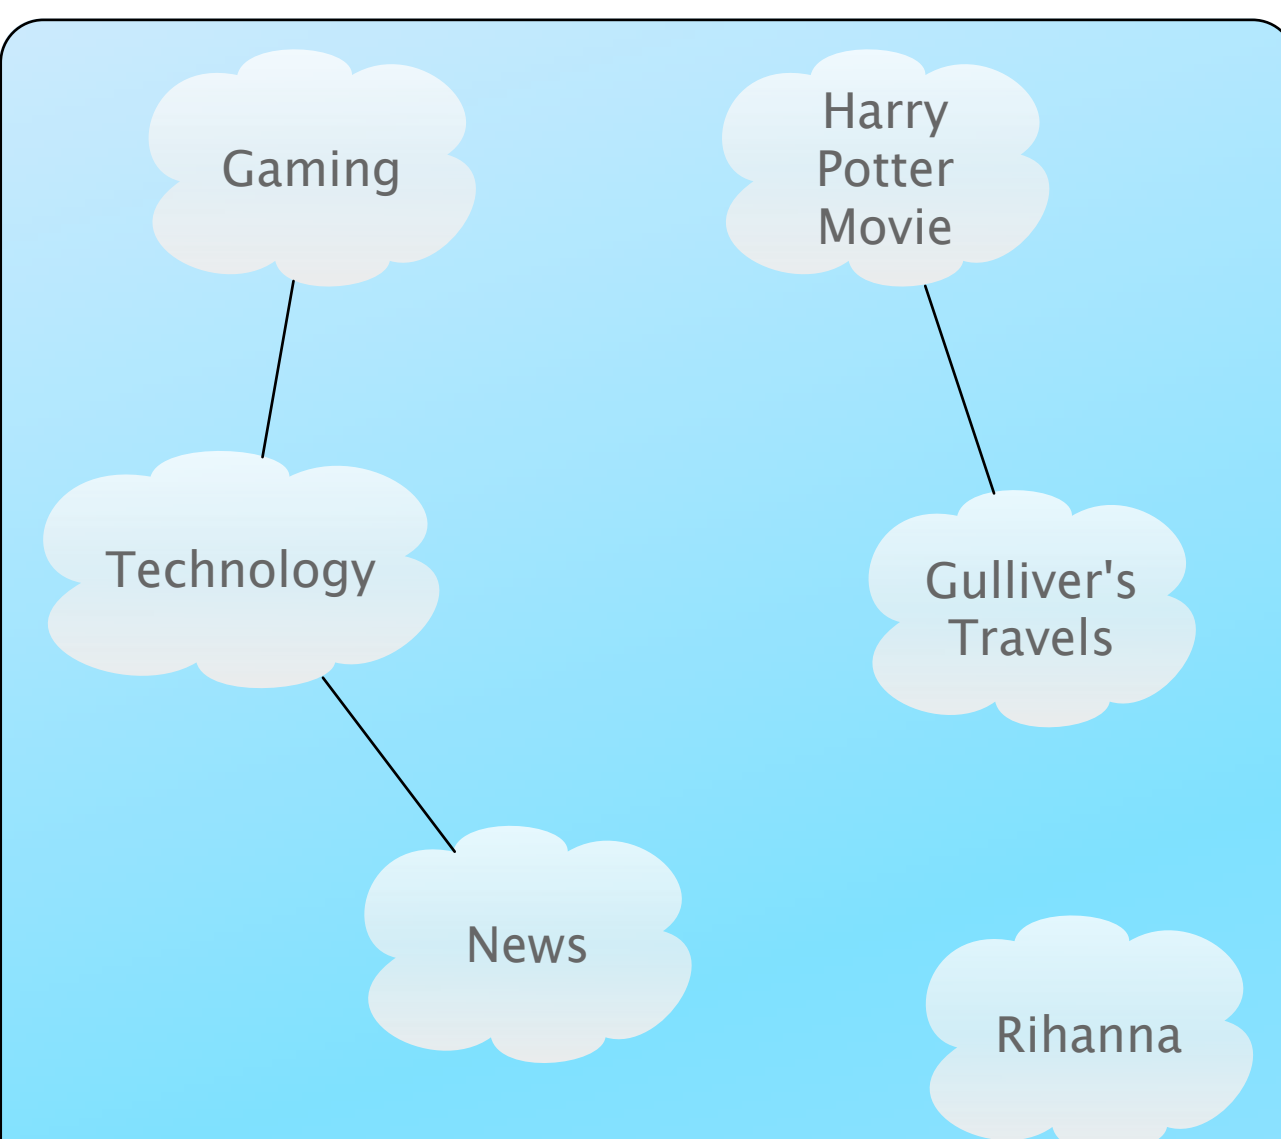 Gaming
Harry
Potter
Movie
Technology
Gulliver's
Travels
News
Rihanna